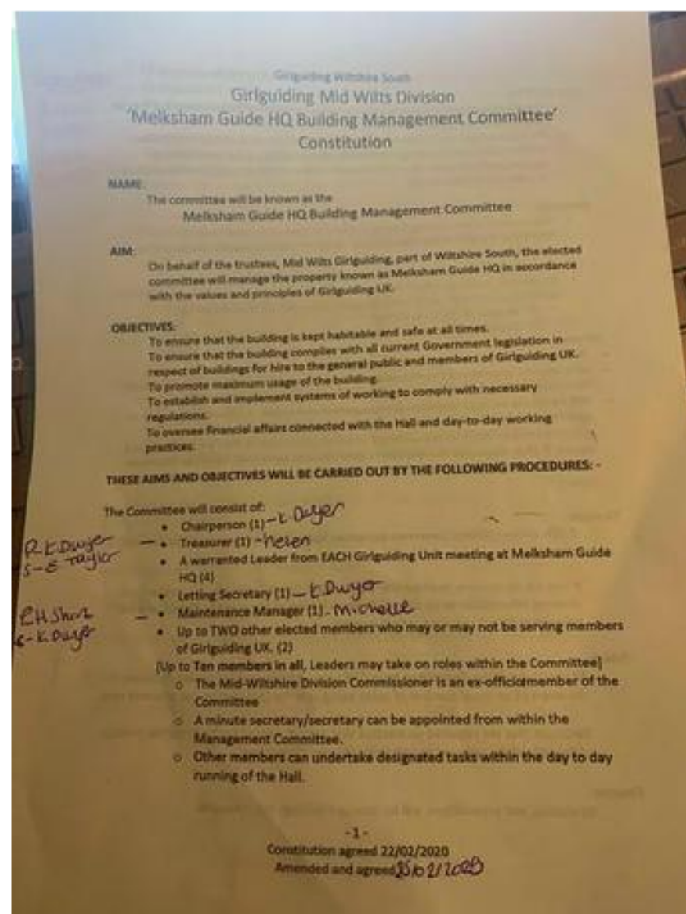 Girlguiding Wiltshire South
Girlguiding Mid Wilts Division
'Melksham Guide HQ Building Management Committee'
Constitution
NAME:
The committee will be known as the
Melksham Guide HQ Building Management Committee
AIM:
On behalf of the trustees, Mid Wilts Girlguiding, part of Wiltshire South, the elected
committee will manage the property known as Melksham Guide HQ in accordance
with the values and principles of Girlguiding UK.
OBJECTIVES:
To ensure that the building is kept habitable and safe at all times.
To ensure that the building complies with all current Government legislation in
respect of buildings for hire to the general public and members of Girlguiding UK.
To promote maximum usage of the building.
To establish and implement systems of working to comply with necessary
regulations.
To oversee financial affairs connected with the Hall and day-to-day working
practices.
THESE AIMS AND OBJECTIVES WILL BE CARRIED OUT BY THE FOLLOWING PROCEDURES: -
The Committee will consist of:
• Chairperson (1) - K Dwyer
P-K Dwyer
S-E Taylor
– • Treasurer (1) - Helen
• A warranted Leader from EACH Girlguiding Unit meeting at Melksham Guide
HQ (4)
• Letting Secretary (1) - K Dwyer
P H Short
S-K Dwyer
– • Maintenance Manager (1) - Michelle
• Up to TWO other elected members who may or may not be serving members
of Girlguiding UK. (2)
[Up to Ten members in all, Leaders may take on roles within the Committee]
o The Mid-Wiltshire Division Commissioner is an ex-official member of the
Committee
o A minute secretary/secretary can be appointed from within the
Management Committee.
o Other members can undertake designated tasks within the day to day
running of the Hall.
- 1 -
Constitution agreed 22/02/2020
Amended and agreed